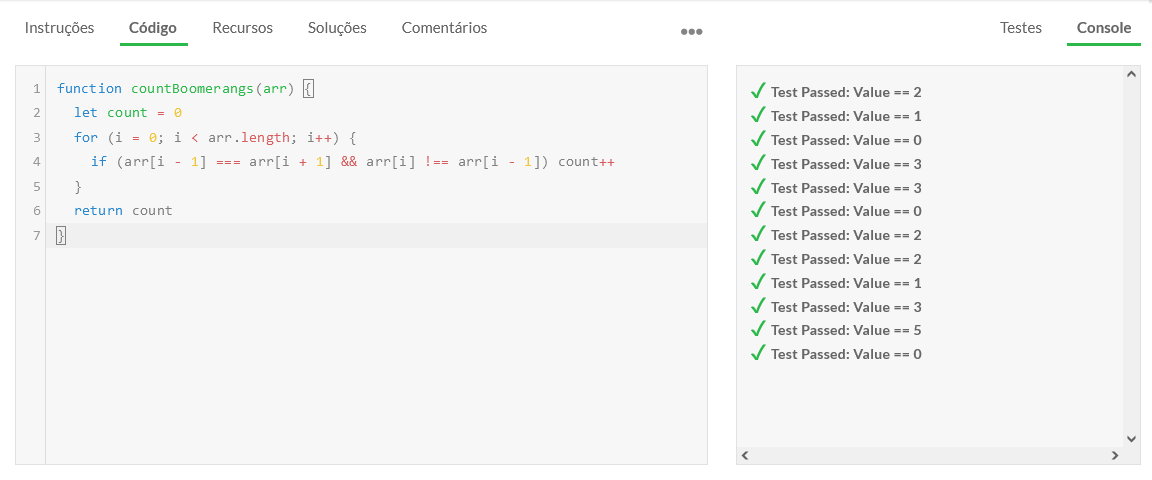 Instruções Código Recursos Soluções Comentários ••• Testes Console
1 function countBoomerangs(arr) {
2 let count = 0
3 for (i = 0; i < arr.length; i++) {
4 if (arr[i - 1] === arr[i + 1] && arr[i] !== arr[i - 1]) count++
5 }
6 return count
7 }
✓ Test Passed: Value == 2
✓ Test Passed: Value == 1
✓ Test Passed: Value == 0
✓ Test Passed: Value == 3
✓ Test Passed: Value == 3
✓ Test Passed: Value == 0
✓ Test Passed: Value == 2
✓ Test Passed: Value == 2
✓ Test Passed: Value == 1
✓ Test Passed: Value == 3
✓ Test Passed: Value == 5
✓ Test Passed: Value == 0